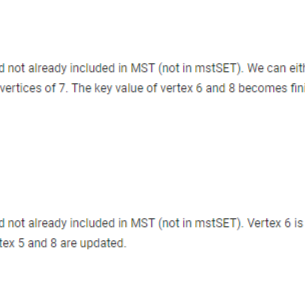 d not already included in MST (not in mstSET). We can eit
vertices of 7. The key value of vertex 6 and 8 becomes fin
d not already included in MST (not in mstSET). Vertex 6 is
tex 5 and 8 are updated.